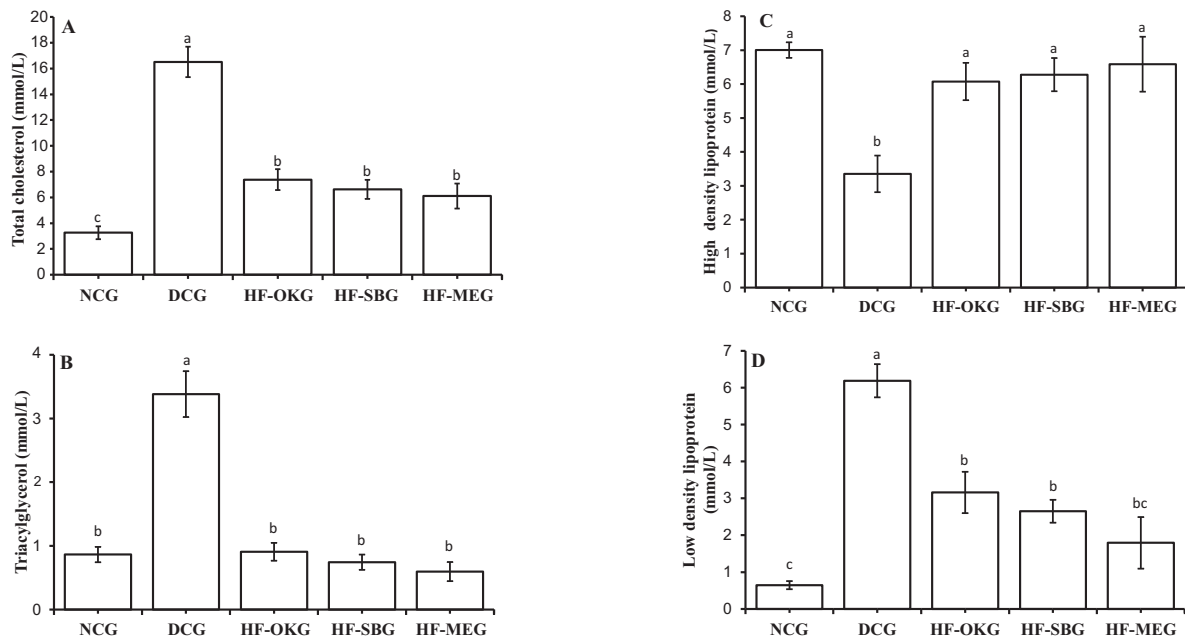 A
Total cholesterol (mmol/L)
20
18
16
14
12
10
8
6
4
2
0
c
a
b
b
b
NCG DCG HF-OKG HF-SBG HF-MEG
B
Triacylglycerol (mmol/L)
4
3
2
1
0
b
a
b
b
b
NCG DCG HF-OKG HF-SBG HF-MEG
C
High density lipoprotein (mmol/L)
8
7
6
5
4
3
2
1
0
a
b
a
a
a
NCG DCG HF-OKG HF-SBG HF-MEG
D
Low density lipoprotein
(mmol/L)
7
6
5
4
3
2
1
0
c
a
b
b
bc
NCG DCG HF-OKG HF-SBG HF-MEG